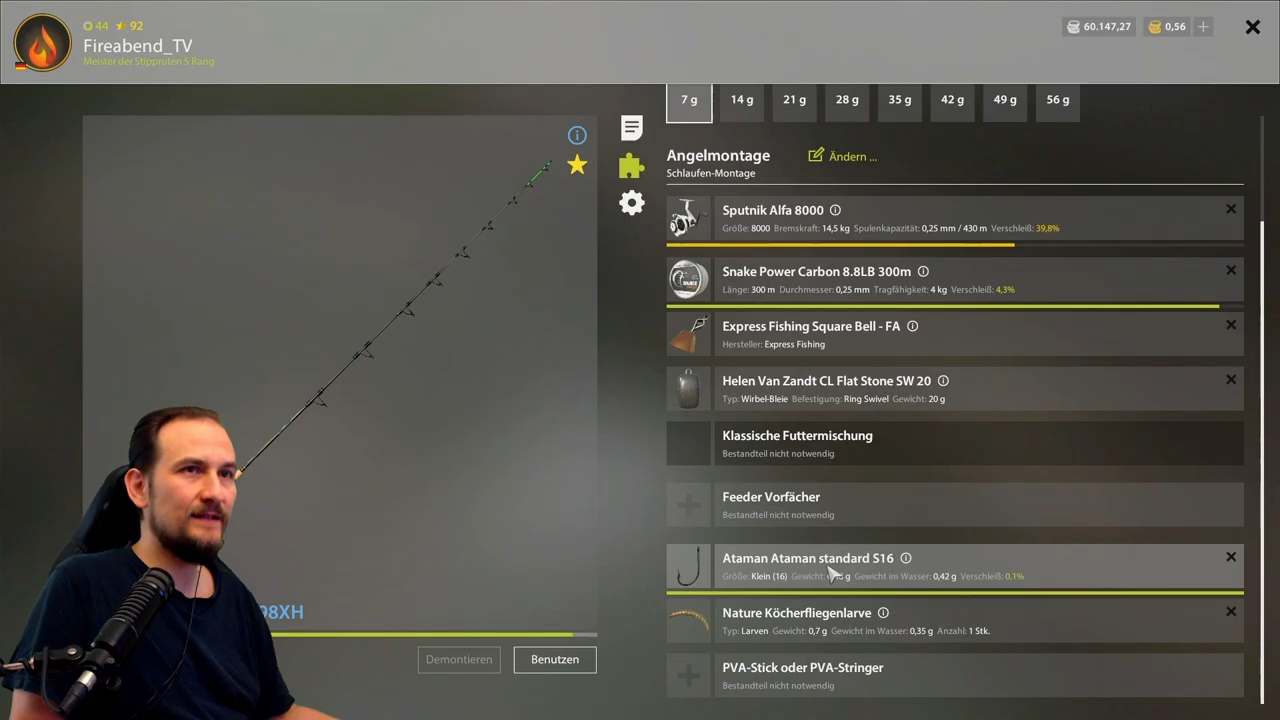 44 92
Fireabend_TV
Meister der Stippruten 5 Rang
60.147,27 0,56
7 g 14 g 21 g 28 g 35 g 42 g 49 g 56 g
Angelmontage Ändern ...
Schlaufen-Montage
Sputnik Alfa 8000
Größe: 8000 Bremskraft: 14,5 kg Spulenkapazität: 0,25 mm / 430 m Verschleiß: 39,8%
Snake Power Carbon 8.8LB 300m
Länge: 300 m Durchmesser: 0,25 mm Tragfähigkeit: 4 kg Verschleiß: 4,3%
Express Fishing Square Bell - FA
Hersteller: Express Fishing
Helen Van Zandt CL Flat Stone SW 20
Typ: Wirbel-Bleie Befestigung: Ring Swivel Gewicht: 20 g
Klassische Futtermischung
Bestandteil nicht notwendig
Feeder Vorfächer
Bestandteil nicht notwendig
Ataman Ataman standard S16
Größe: Klein (16) Gewicht: g Gewicht im Wasser: 0,42 g Verschleiß: 0,1%
98XH
Nature Köcherfliegenlarve
Typ: Larven Gewicht: 0,7 g Gewicht im Wasser: 0,35 g Anzahl: 1 Stk.
Demontieren Benutzen
PVA-Stick oder PVA-Stringer
Bestandteil nicht notwendig